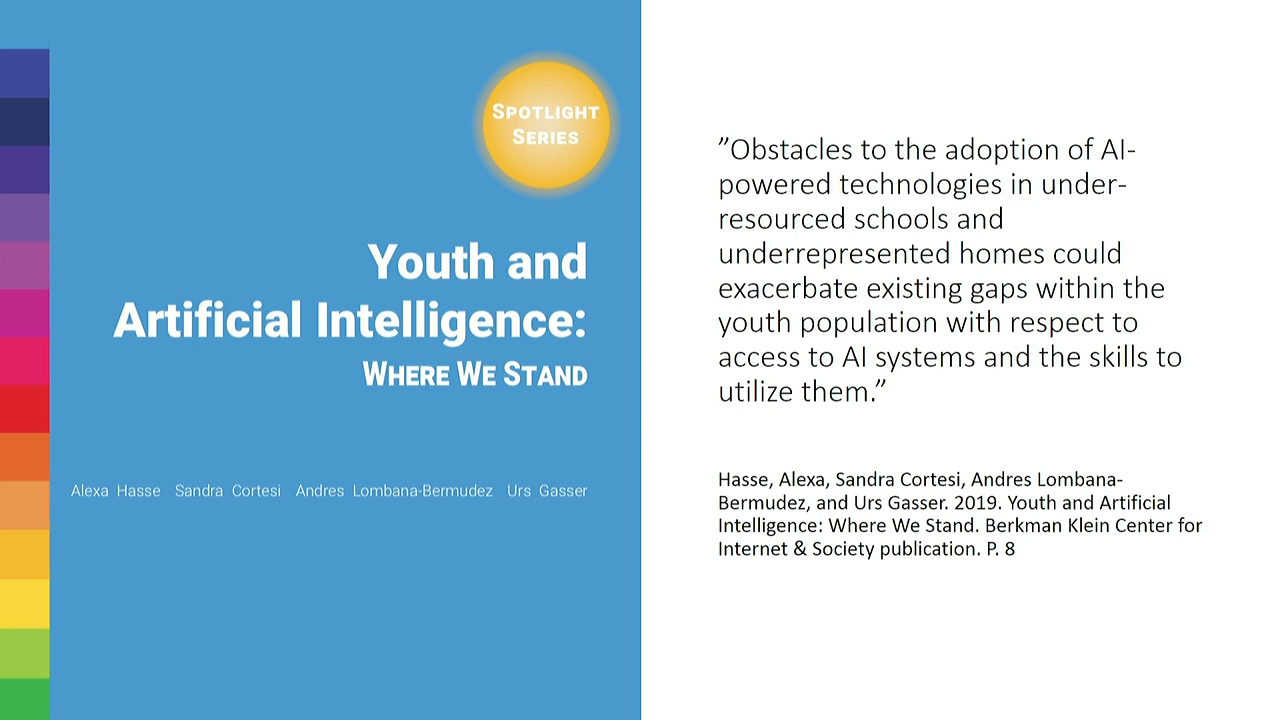 SPOTLIGHT
SERIES
Youth and
Artificial Intelligence:
WHERE WE STAND
Alexa Hasse Sandra Cortesi Andres Lombana-Bermudez Urs Gasser
”Obstacles to the adoption of AI-
powered technologies in under-
resourced schools and
underrepresented homes could
exacerbate existing gaps within the
youth population with respect to
access to AI systems and the skills to
utilize them.”
Hasse, Alexa, Sandra Cortesi, Andres Lombana-
Bermudez, and Urs Gasser. 2019. Youth and Artificial
Intelligence: Where We Stand. Berkman Klein Center for
Internet & Society publication. P. 8